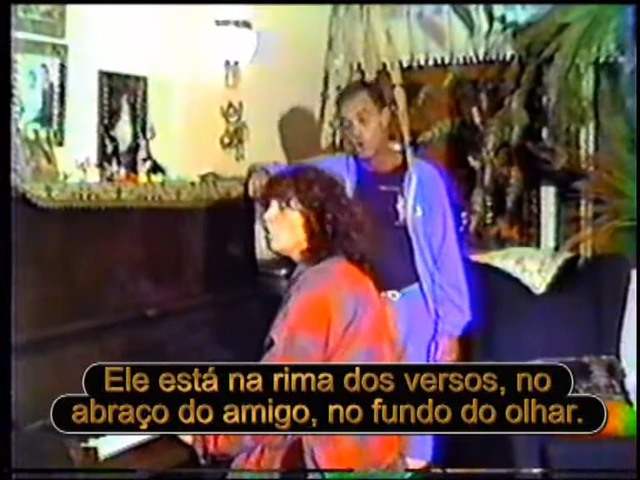 Ele está na rima dos versos, no
abraço do amigo, no fundo do olhar.